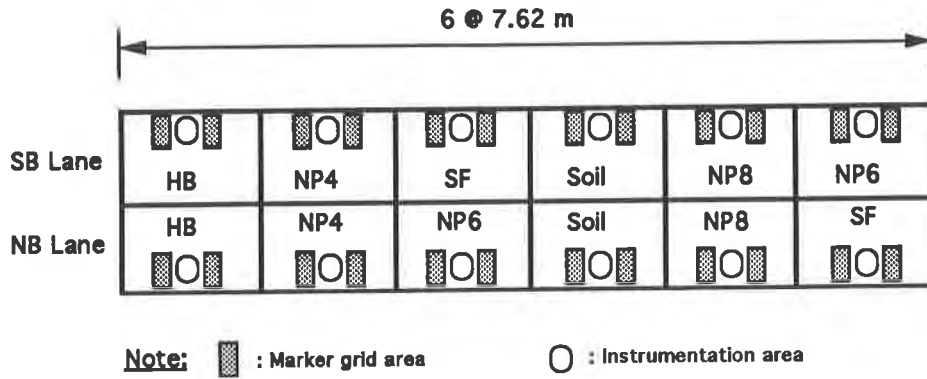 6 @ 7.62 m
SB Lane
HB NP4 SF Soil NP8 NP6
NB Lane
HB NP4 NP6 Soil NP8 SF
Note: : Marker grid area : Instrumentation area